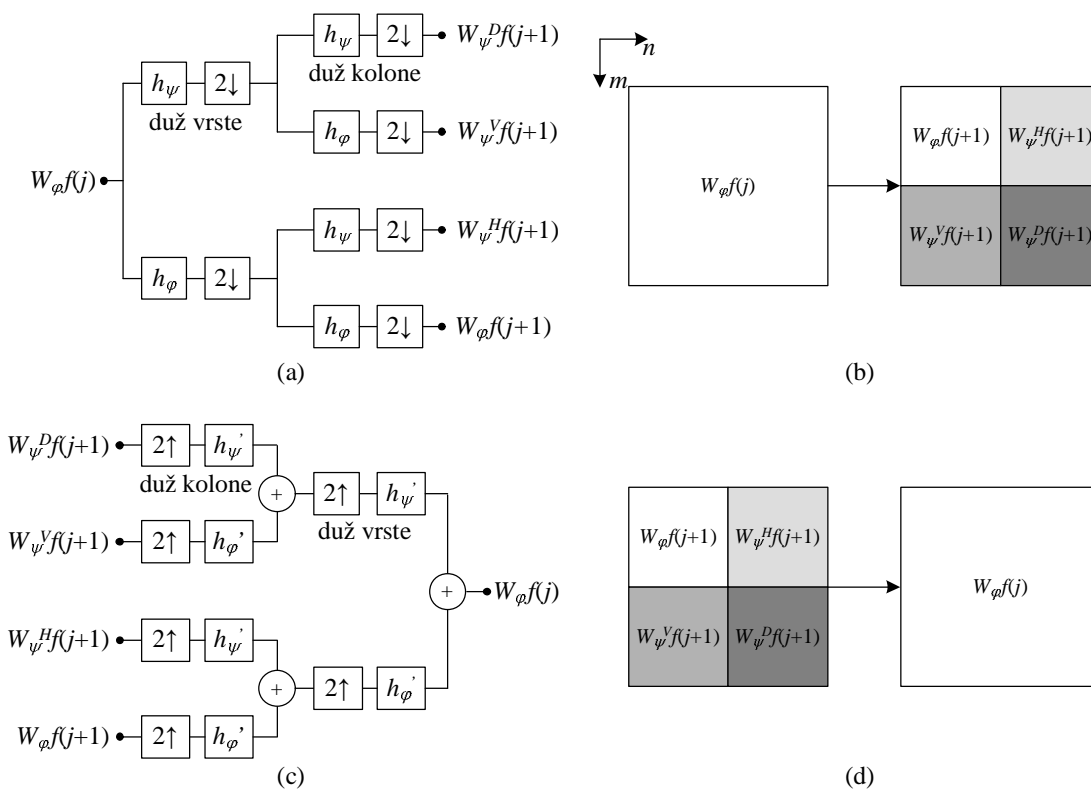 h_ψ 2↓ W_ψ^D f(j+1)
duž kolone
h_ψ 2↓
duž vrste
h_φ 2↓ W_ψ^V f(j+1)
W_φ f(j)
h_ψ 2↓ W_ψ^H f(j+1)
h_φ 2↓
h_φ 2↓ W_φ f(j+1)
(a)
n
m
W_φ f(j)
W_φ f(j+1) W_ψ^H f(j+1)
W_ψ^V f(j+1) W_ψ^D f(j+1)
(b)
W_ψ^D f(j+1) 2↑ h_ψ’
duž kolone
+ 2↑ h_ψ’
duž vrste
W_ψ^V f(j+1) 2↑ h_φ’
+ W_φ f(j)
W_ψ^H f(j+1) 2↑ h_ψ’
+ 2↑ h_φ’
W_φ f(j+1) 2↑ h_φ’
(c)
W_φ f(j+1) W_ψ^H f(j+1)
W_ψ^V f(j+1) W_ψ^D f(j+1)
W_φ f(j)
(d)